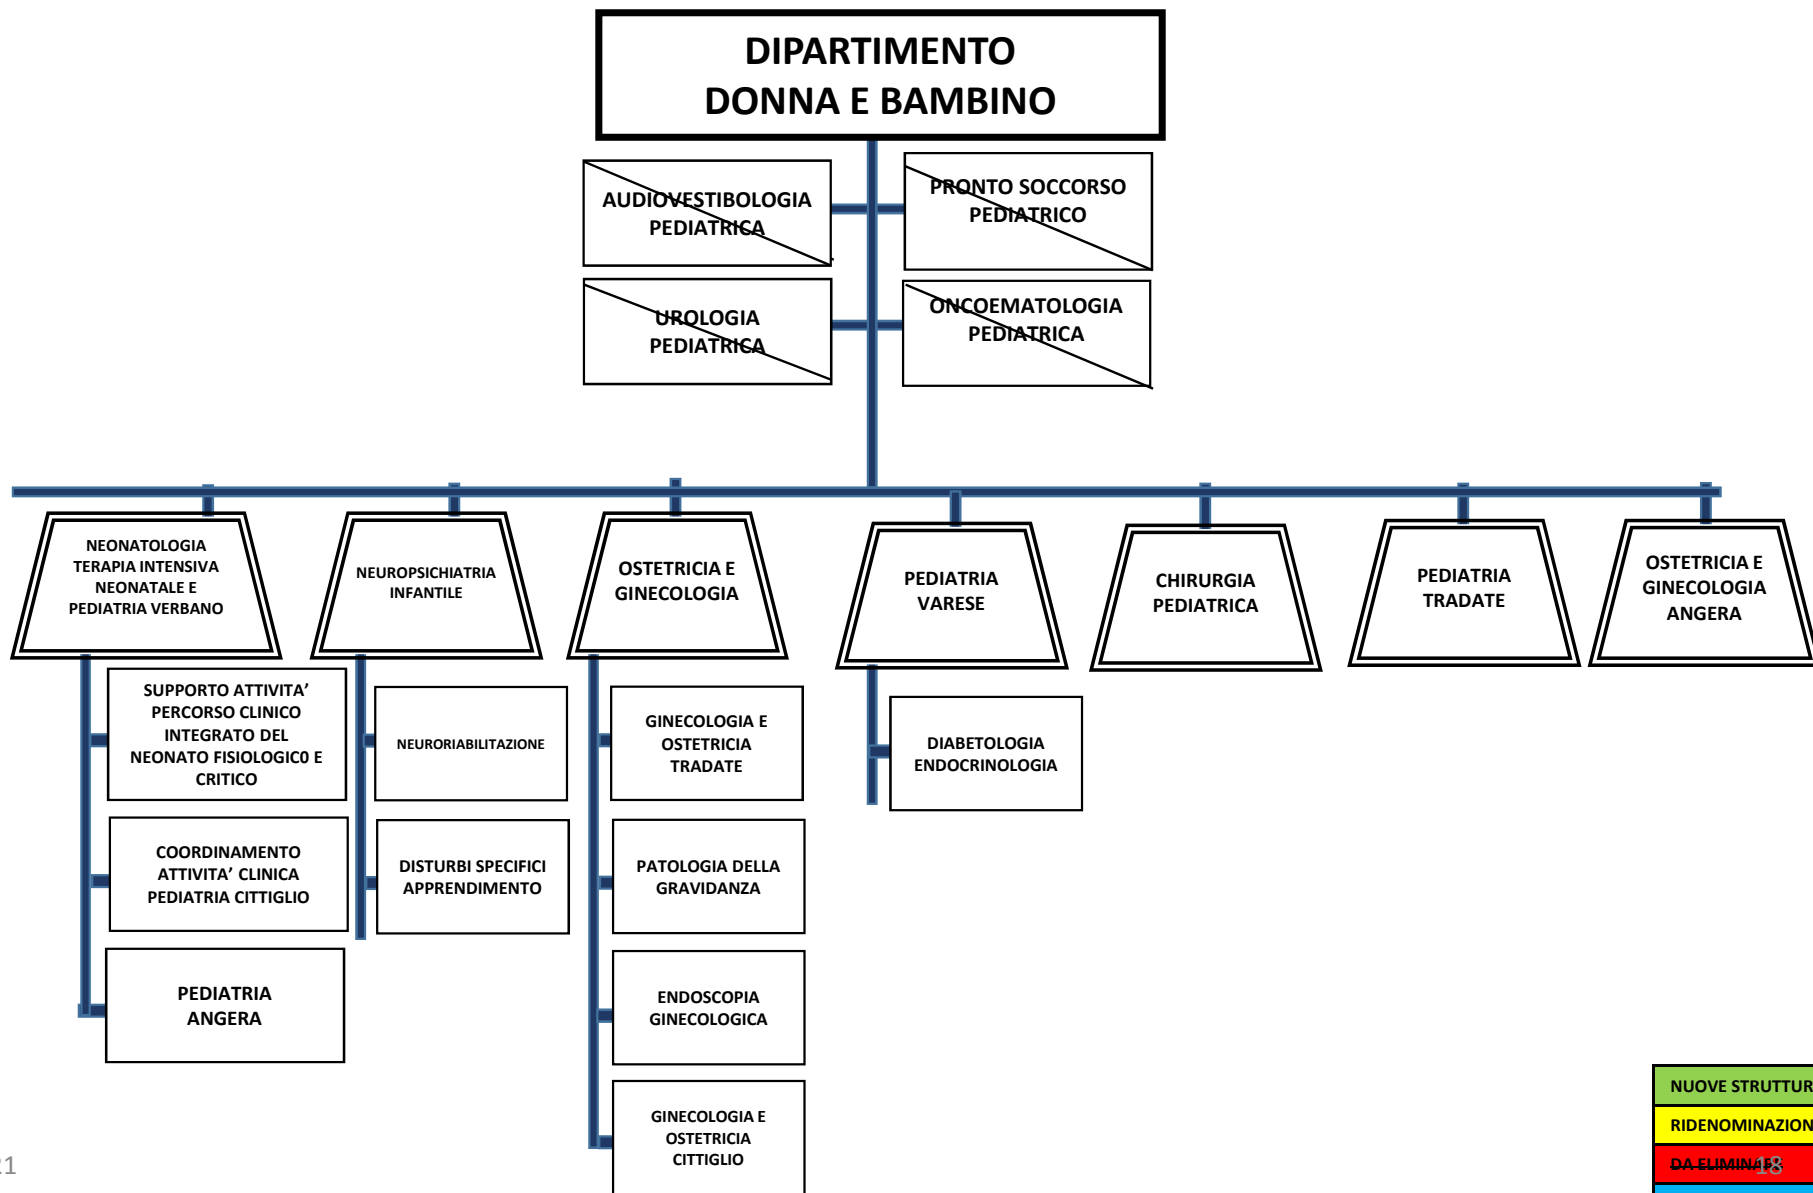 DIPARTIMENTO
DONNA E BAMBINO
AUDIOVESTIBOLOGIA
PEDIATRICA
PRONTO SOCCORSO
PEDIATRICO
UROLOGIA
PEDIATRICA
ONCOEMATOLOGIA
PEDIATRICA
NEONATOLOGIA
TERAPIA INTENSIVA
NEONATALE E
PEDIATRIA VERBANO
NEUROPSICHIATRIA
INFANTILE
OSTETRICIA E
GINECOLOGIA
PEDIATRIA
VARESE
CHIRURGIA
PEDIATRICA
PEDIATRIA
TRADATE
OSTETRICIA E
GINECOLOGIA
ANGERA
SUPPORTO ATTIVITA’
PERCORSO CLINICO
INTEGRATO DEL
NEONATO FISIOLOGIC0 E
CRITICO
COORDINAMENTO
ATTIVITA’ CLINICA
PEDIATRIA CITTIGLIO
PEDIATRIA
ANGERA
NEURORIABILITAZIONE
DISTURBI SPECIFICI
APPRENDIMENTO
GINECOLOGIA E
OSTETRICIA
TRADATE
PATOLOGIA DELLA
GRAVIDANZA
ENDOSCOPIA
GINECOLOGICA
GINECOLOGIA E
OSTETRICIA
CITTIGLIO
DIABETOLOGIA
ENDOCRINOLOGIA
NUOVE STRUTTUR
RIDENOMINAZION
DA ELIMINARE
18
21